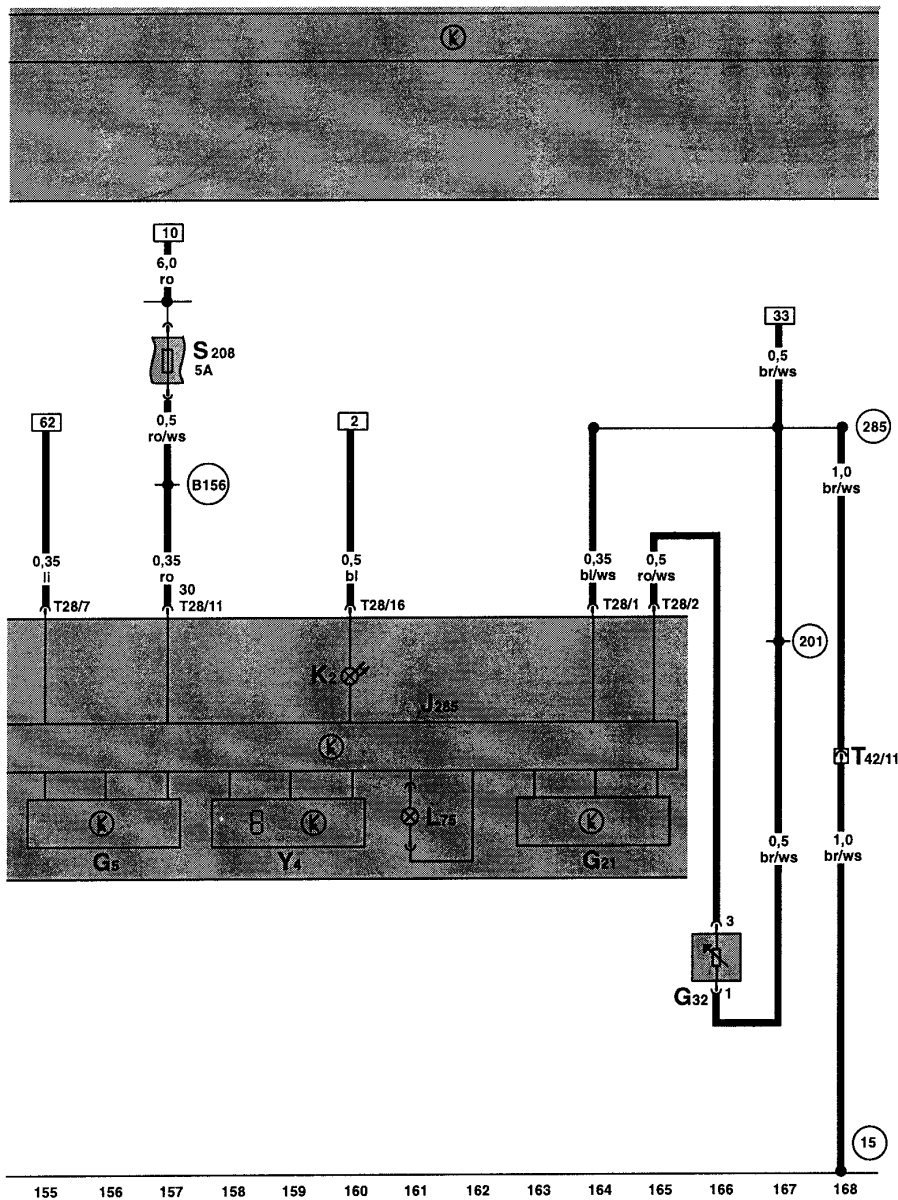 10
6,0
ro
S 208
5A
33
0,5
br/ws
62
0,5
ro/ws
2
285
B156
1,0
br/ws
0,35
li
0,35
ro
30
0,5
bl
0,35
bl/ws
0,5
ro/ws
T28/7
T28/11
T28/16
T28/1
T28/2
201
K2
J285
T42/11
L75
0,5
br/ws
1,0
br/ws
G5
Y4
G21
3
G32
1
15
155 156 157 158 159 160 161 162 163 164 165 166 167 168